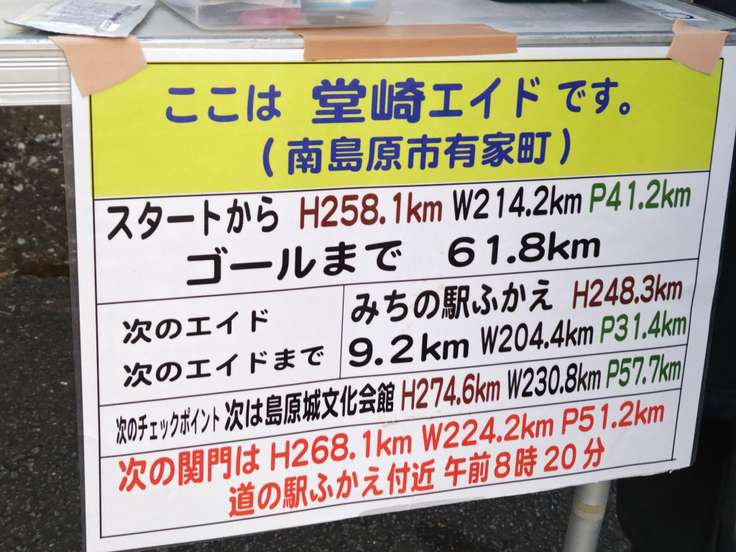 ここは 堂崎エイド です。
(南島原市有家町)
スタートから H258.1km W214.2km P41.2km
ゴールまで 61.8km
次のエイド みちの駅ふかえ H248.3km
次のエイドまで 9.2km W204.4km P31.4km
次のチェックポイント 次は島原城文化会館 H274.6km W230.8km P57.7km
次の関門は H268.1km W224.2km P51.2km
道の駅ふかえ付近 午前8時20分